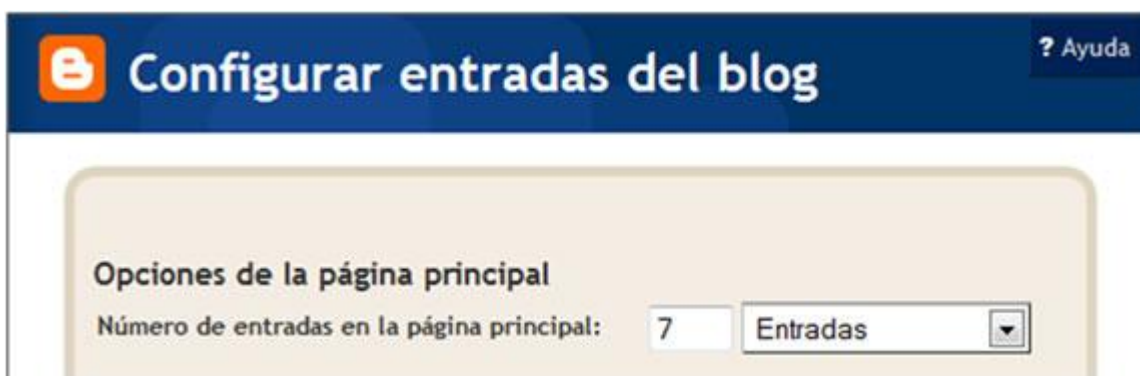 Configurar entradas del blog
? Ayuda
Opciones de la página principal
Número de entradas en la página principal: 7 Entradas